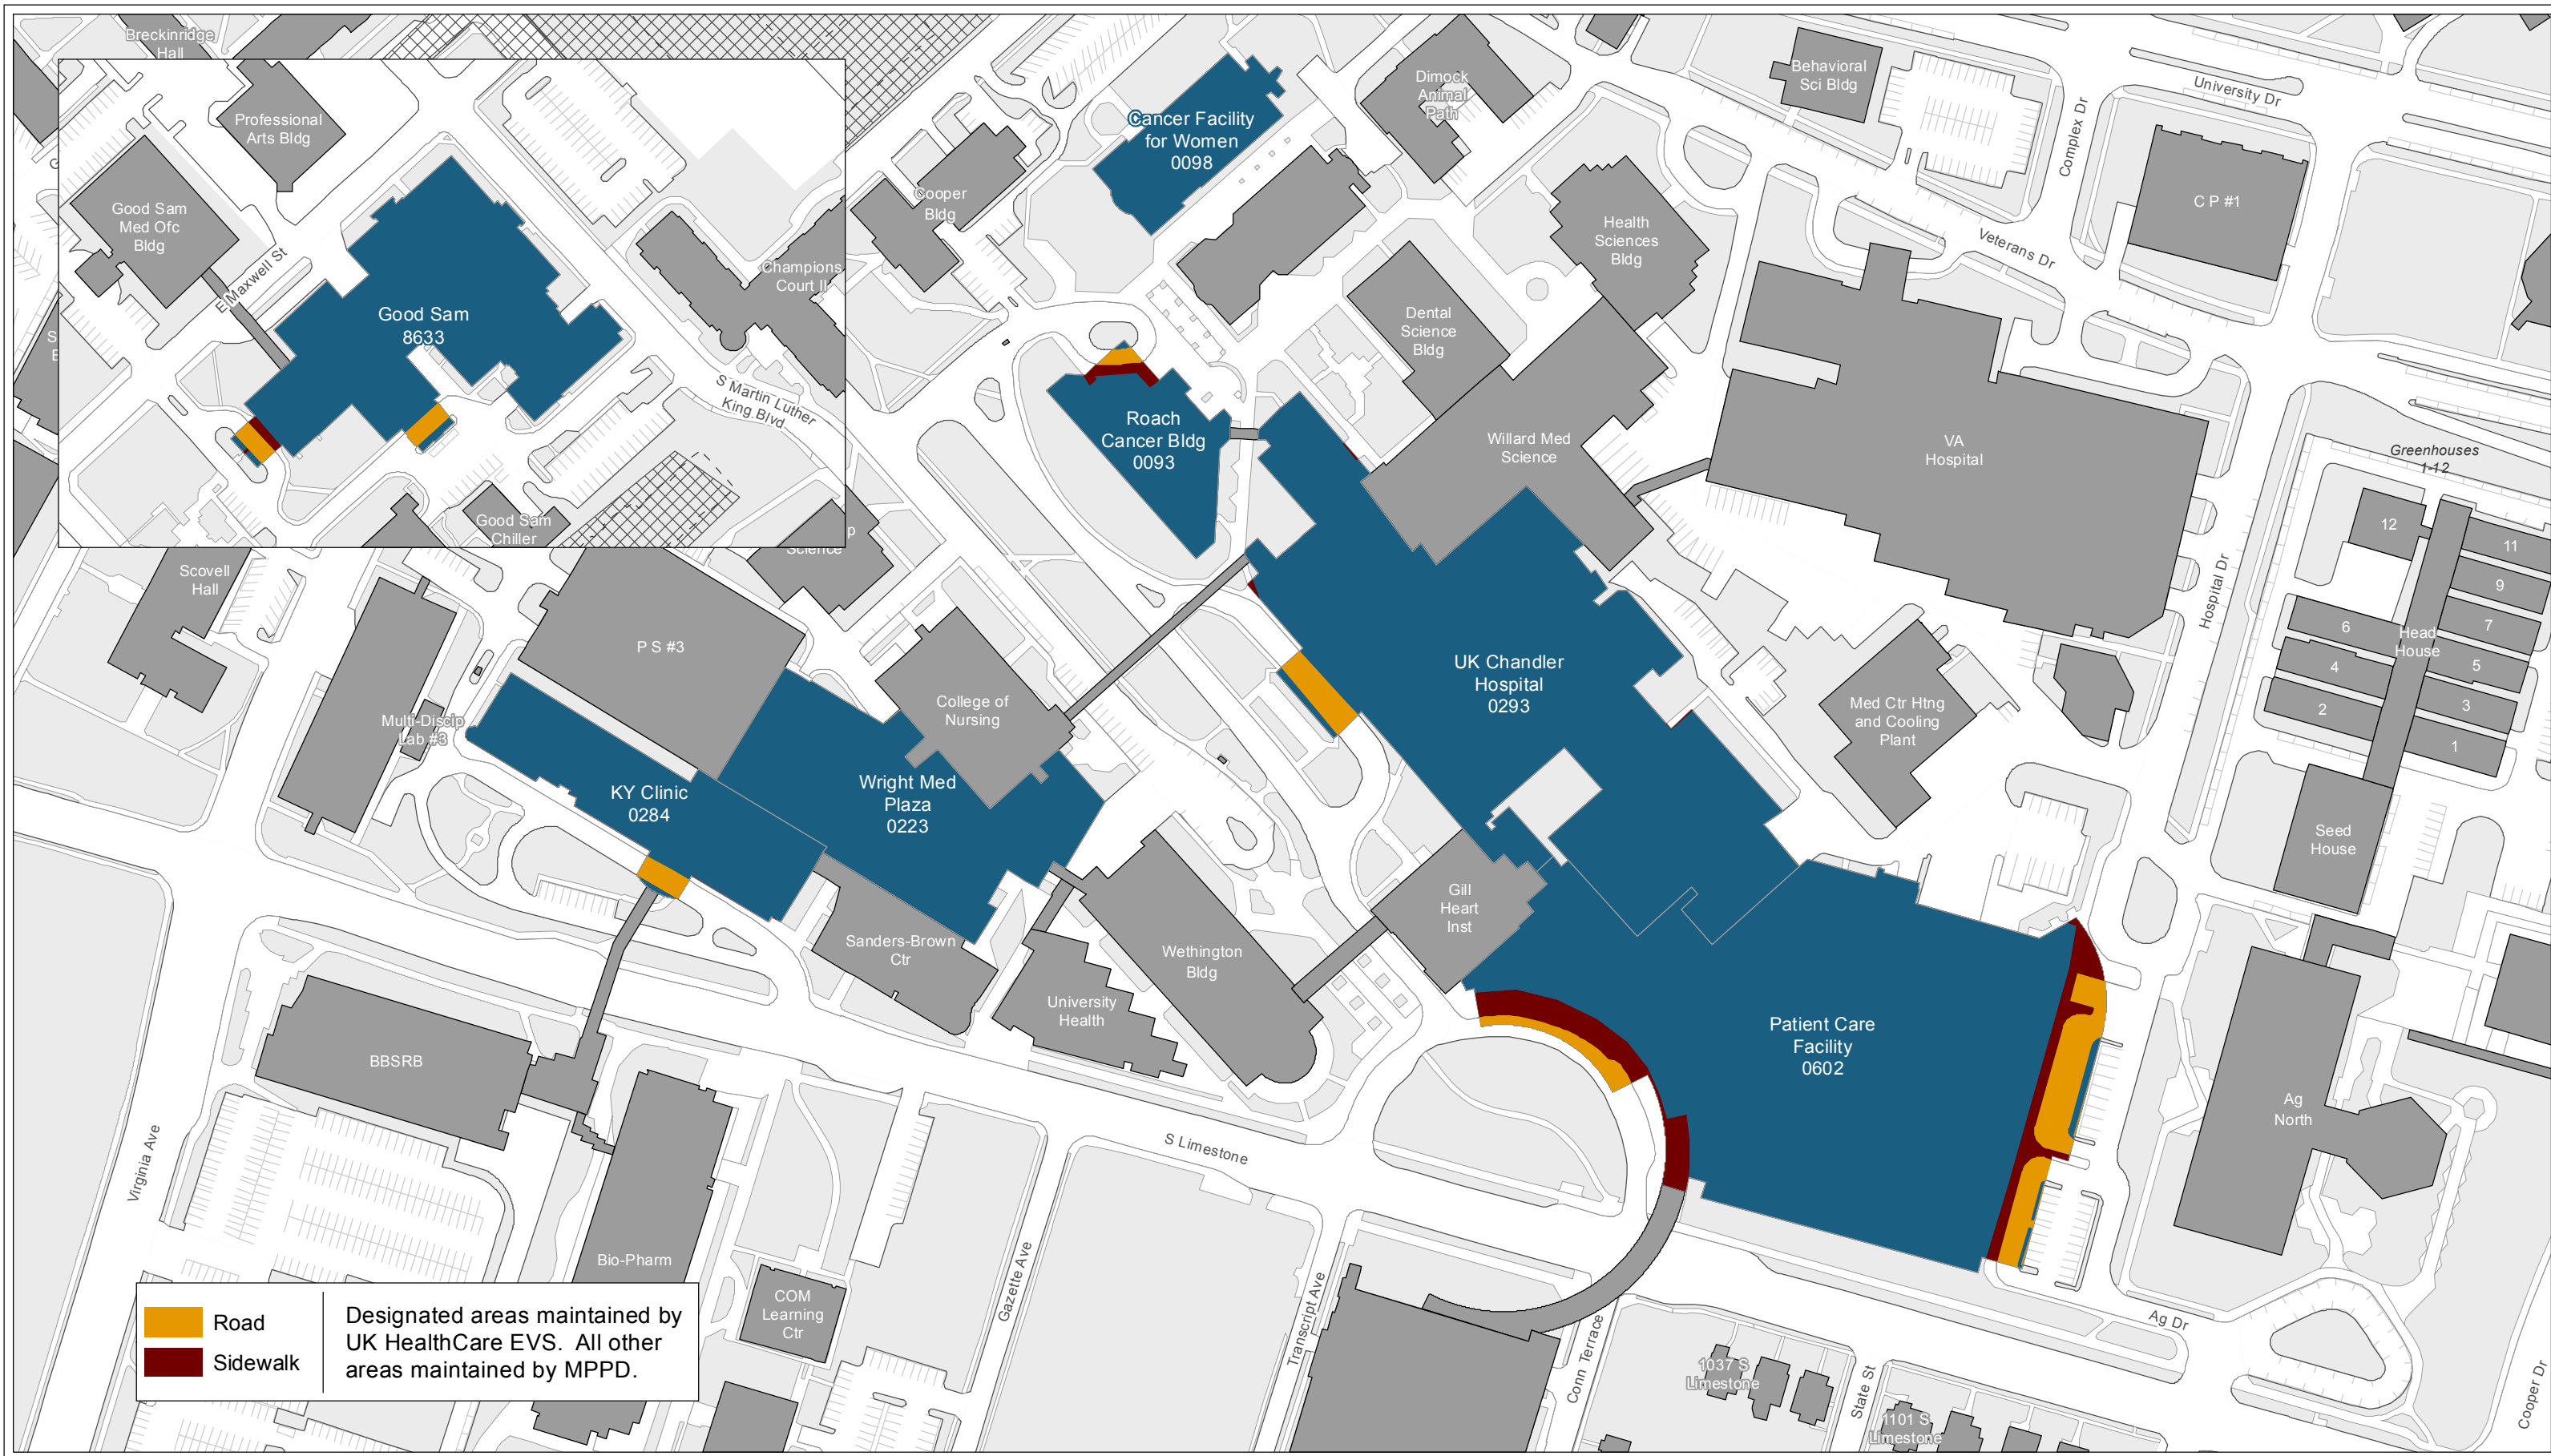 Breckinridge
Hall
Professional
Arts Bldg
Good Sam
Med Ofc
Bldg
E Maxwell St
Good Sam
8633
Champions
Court II
S Martin Luther
King Blvd
Good Sam
Chiller
Science
Cooper
Bldg
Cancer Facility
for Women
0098
Dimock
Animal
Path
Behavioral
Sci Bldg
University Dr
Complex Dr
C P #1
Veterans Dr
Health
Sciences
Bldg
Dental
Science
Bldg
Roach
Cancer Bldg
0093
Willard Med
Science
VA
Hospital
Greenhouses
1-12
12
11
9
7
6
Head
House
5
4
3
2
1
Hospital Dr
Scovell
Hall
P S #3
Multi-Discip
Lab #3
College of
Nursing
UK Chandler
Hospital
0293
Med Ctr Htng
and Cooling
Plant
KY Clinic
0284
Wright Med
Plaza
0223
Seed
House
Gill
Heart
Inst
Sanders-Brown
Ctr
Wethington
Bldg
University
Health
Patient Care
Facility
0602
BBSRB
Ag
North
Virginia Ave
S Limestone
Bio-Pharm
Gazette Ave
COM
Learning
Ctr
Transcript Ave
Conn Terrace
Ag Dr
1037 S
Limestone
State St
1101 S
Limestone
Cooper Dr
Road
Sidewalk
Designated areas maintained by
UK HealthCare EVS.  All other
areas maintained by MPPD.